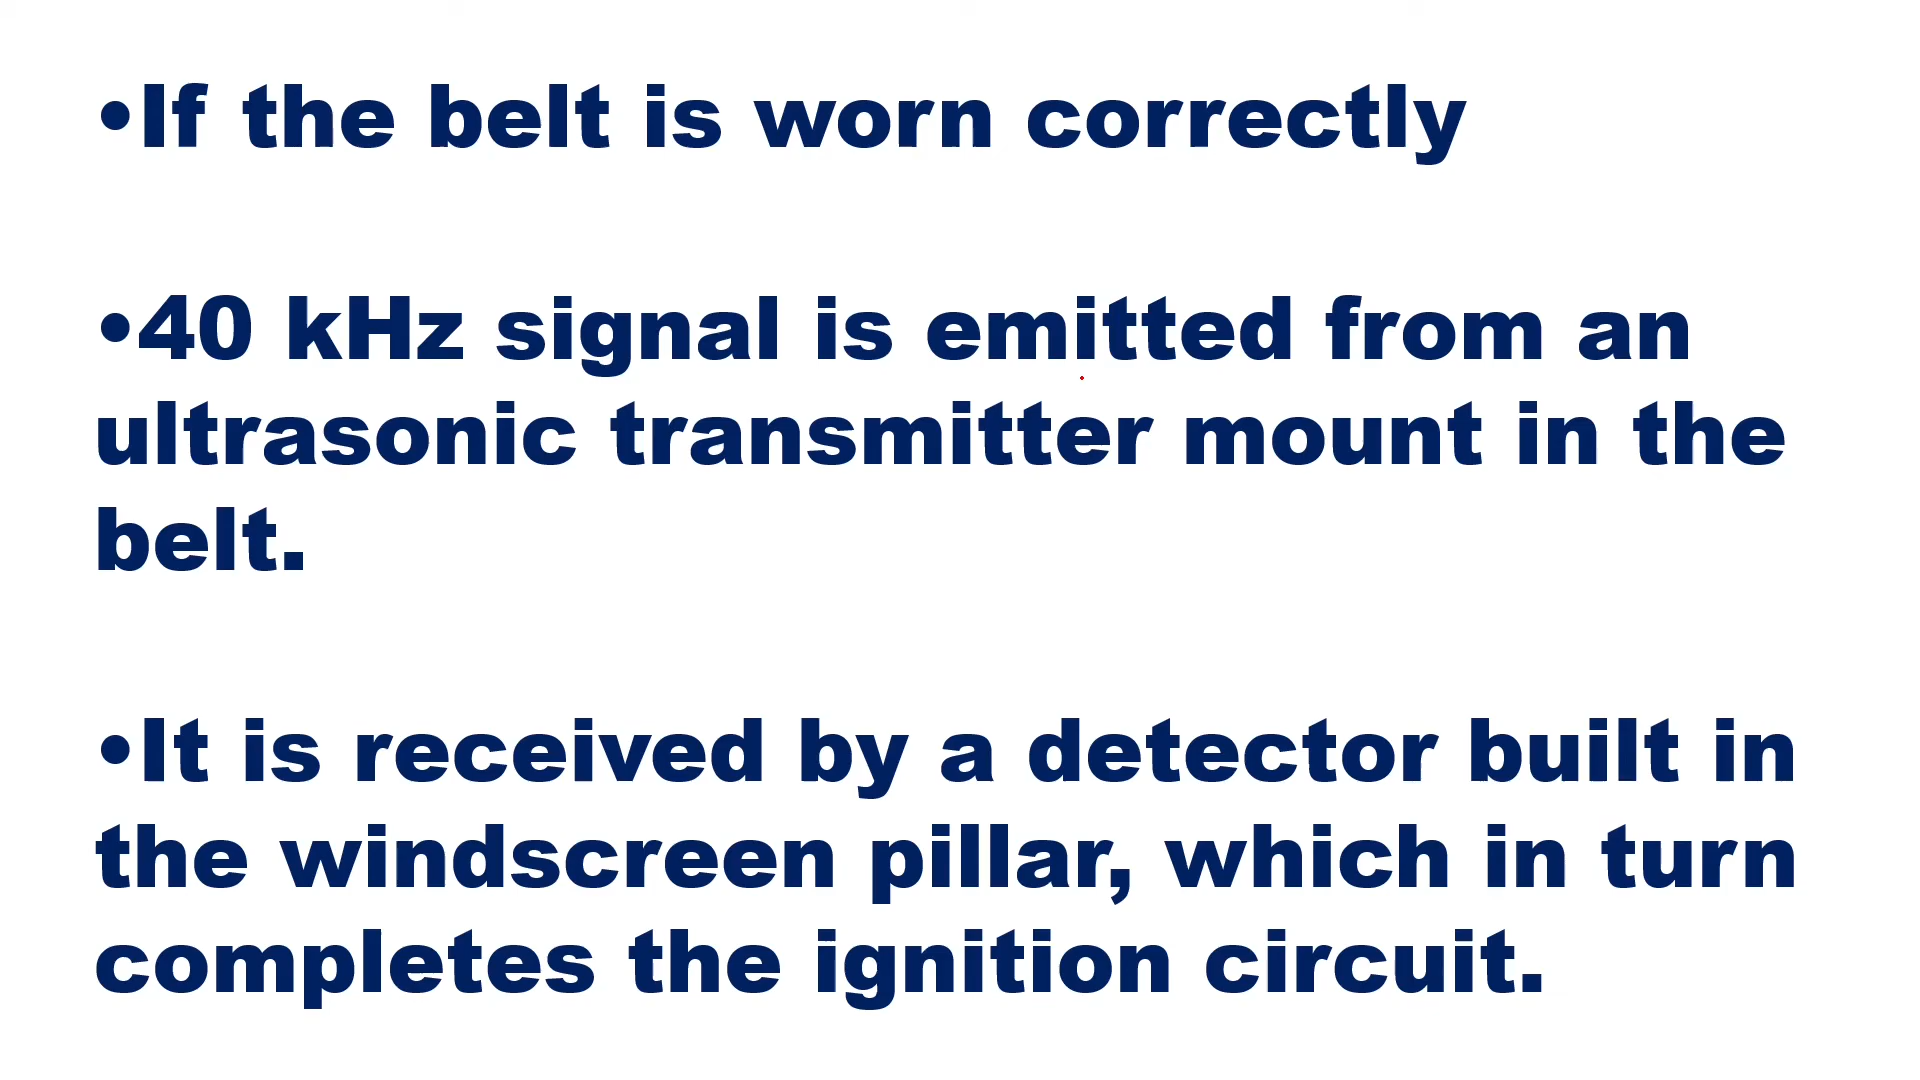 •If the belt is worn correctly
•40 kHz signal is emitted from an
ultrasonic transmitter mount in the
belt.
•It is received by a detector built in
the windscreen pillar, which in turn
completes the ignition circuit.